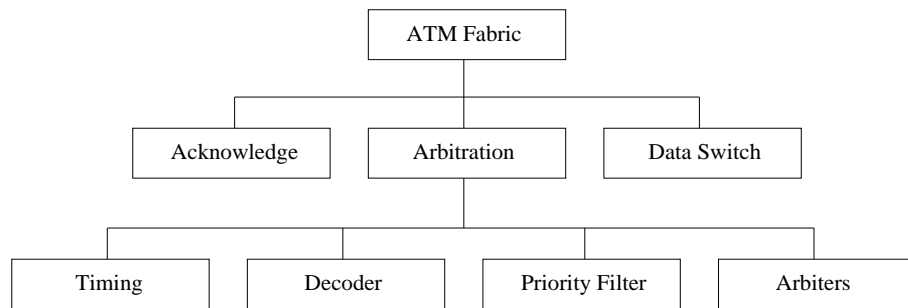 ATM Fabric
Acknowledge
Arbitration
Data Switch
Timing
Decoder
Priority Filter
Arbiters